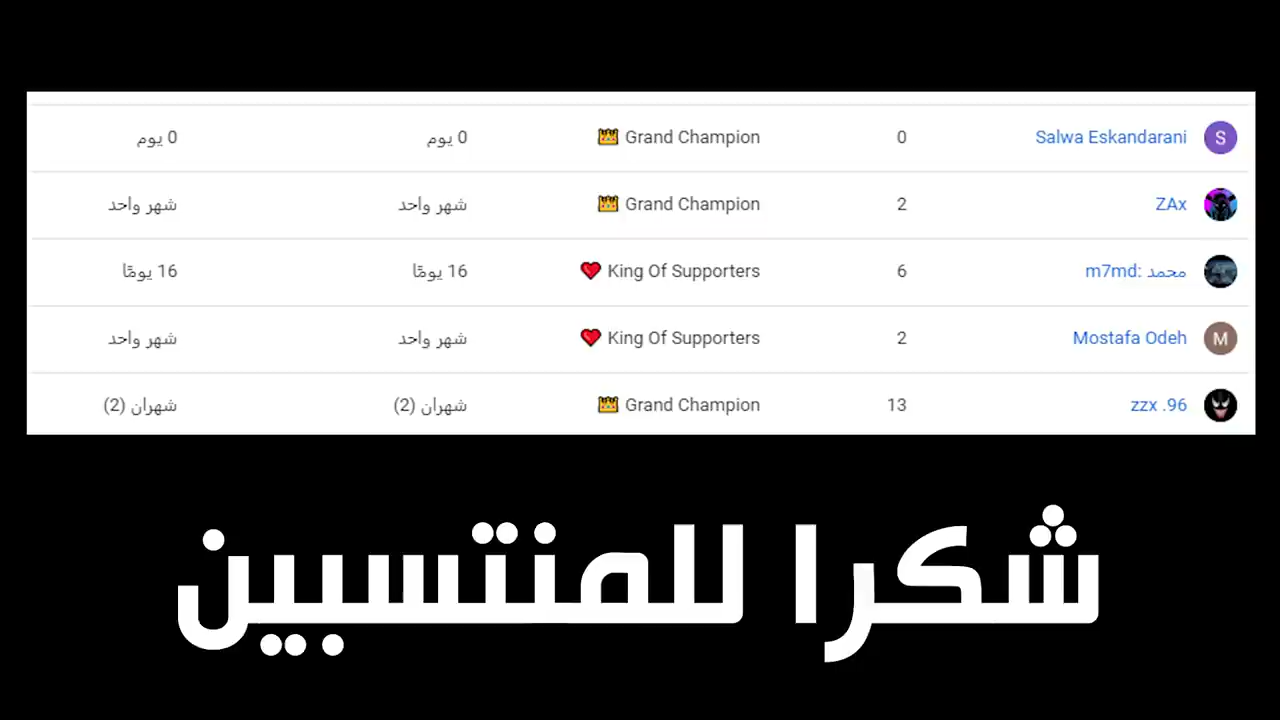 S Salwa Eskandarani 0 👑 Grand Champion 0 يوم 0 يوم
ZAx 2 👑 Grand Champion شهر واحد شهر واحد
محمد :m7md 6 ❤️ King Of Supporters 16 يومًا 16 يومًا
M Mostafa Odeh 2 ❤️ King Of Supporters شهر واحد شهر واحد
zzx .96 13 👑 Grand Champion شهران (2) شهران (2)
شكرا للمنتسبين